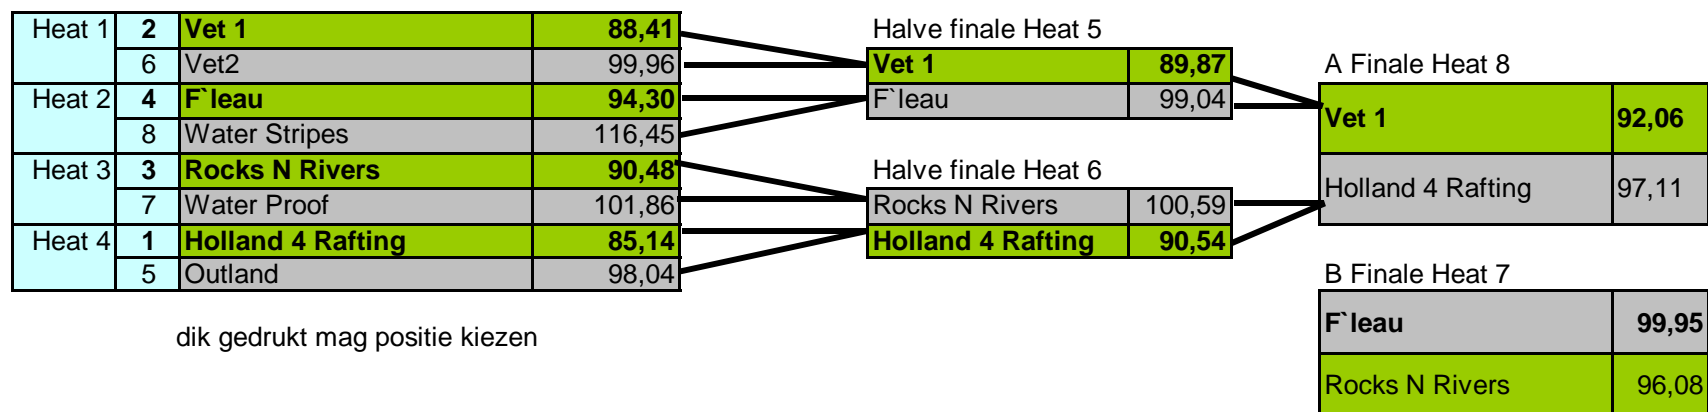 Heat 1 2 Vet 1 88,41
6 Vet2 99,96
Heat 2 4 F`leau 94,30
8 Water Stripes 116,45
Heat 3 3 Rocks N Rivers 90,48
7 Water Proof 101,86
Heat 4 1 Holland 4 Rafting 85,14
5 Outland 98,04
dik gedrukt mag positie kiezen
Halve finale Heat 5
Vet 1 89,87
F`leau 99,04
Halve finale Heat 6
Rocks N Rivers 100,59
Holland 4 Rafting 90,54
A Finale Heat 8
Vet 1 92,06
Holland 4 Rafting 97,11
B Finale Heat 7
F`leau 99,95
Rocks N Rivers 96,08